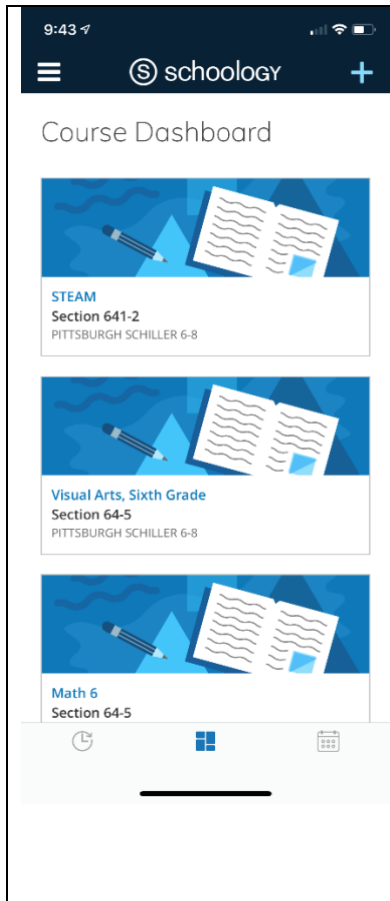 9:43
schoology
Course Dashboard
STEAM
Section 641-2
PITTSBURGH SCHILLER 6-8
Visual Arts, Sixth Grade
Section 64-5
PITTSBURGH SCHILLER 6-8
Math 6
Section 64-5